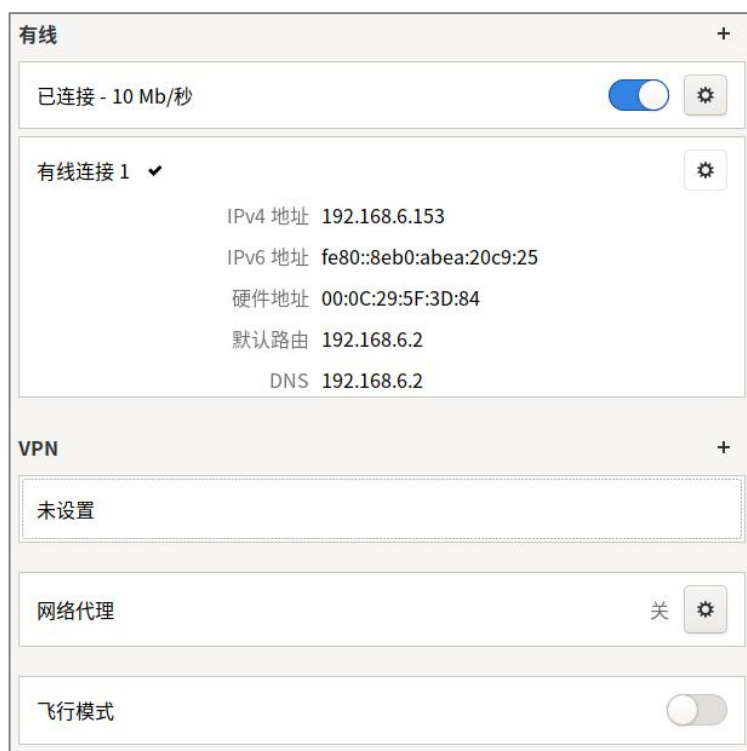 有线
已连接 - 10 Mb/秒
有线连接 1
IPv4 地址 192.168.6.153
IPv6 地址 fe80::8eb0:abea:20c9:25
硬件地址 00:0C:29:5F:3D:84
默认路由 192.168.6.2
DNS 192.168.6.2
VPN
未设置
网络代理 关
飞行模式